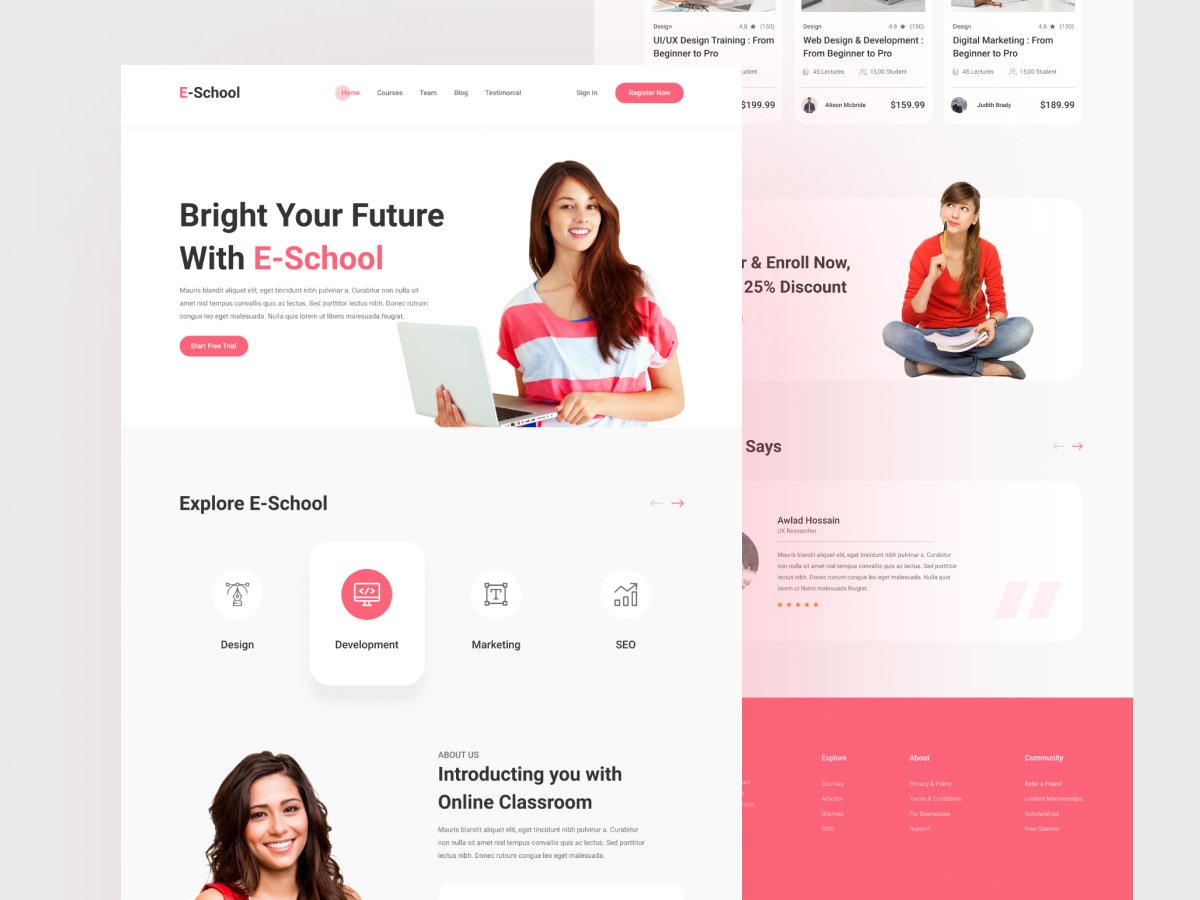 E-School
Home
Courses
Team
Blog
Testimonial
Sign In
Register Now
Bright Your Future
With E-School
Mauris blandit aliquet elit, eget tincidunt nibh pulvinar a. Curabitur non nulla sit
amet nisl tempus convallis quis ac lectus. Sed porttitor lectus nibh. Donec rutrum
congue leo eget malesuada. Nulla quis lorem ut libero malesuada feugiat.
Start Free Trial
Explore E-School
Design
Development
Marketing
SEO
ABOUT US
Introducting you with
Online Classroom
Mauris blandit aliquet elit, eget tincidunt nibh pulvinar a. Curabitur
non nulla sit amet nisl tempus convallis quis ac lectus. Sed porttitor
lectus nibh. Donec rutrum congue leo eget malesuada.
Design
4.8 ★ (150)
UI/UX Design Training : From
Beginner to Pro
$199.99
Design
4.8 ★ (150)
Web Design & Development :
From Beginner to Pro
45 Lectures
15,00 Student
Alison Mcbride
$159.99
Design
4.8 ★ (150)
Digital Marketing : From
Beginner to Pro
45 Lectures
15,00 Student
Judith Brady
$189.99
& Enroll Now,
25% Discount
Says
Awlad Hossain
UX Researcher
Mauris blandit aliquet elit, eget tincidunt nibh pulvinar a. Curabitur
non nulla sit amet nisl tempus convallis quis ac lectus. Sed porttitor
lectus nibh. Donec rutrum congue leo eget malesuada. Nulla quis
lorem ut libero malesuada feugiat.
Explore
Courses
Articles
Sitemap
Gifts
About
Privacy & Policy
Terms & Conditions
For Businesses
Support
Community
Refer a Friend
Limited Memberships
Scholarships
Free Classes